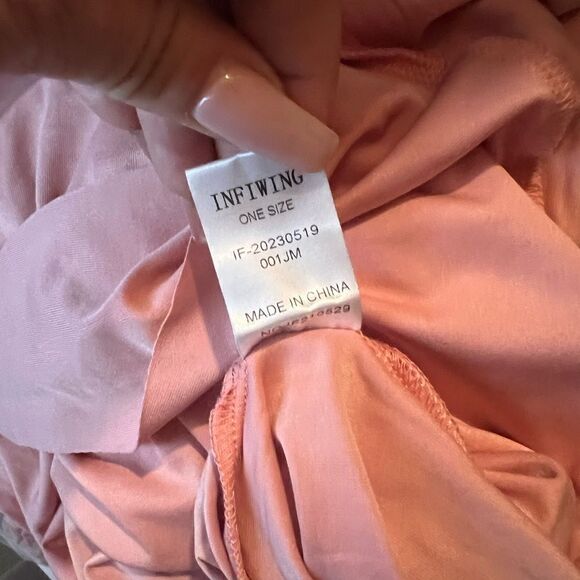 INFIWING
ONE SIZE
IF-20230519
001JM
MADE IN CHINA